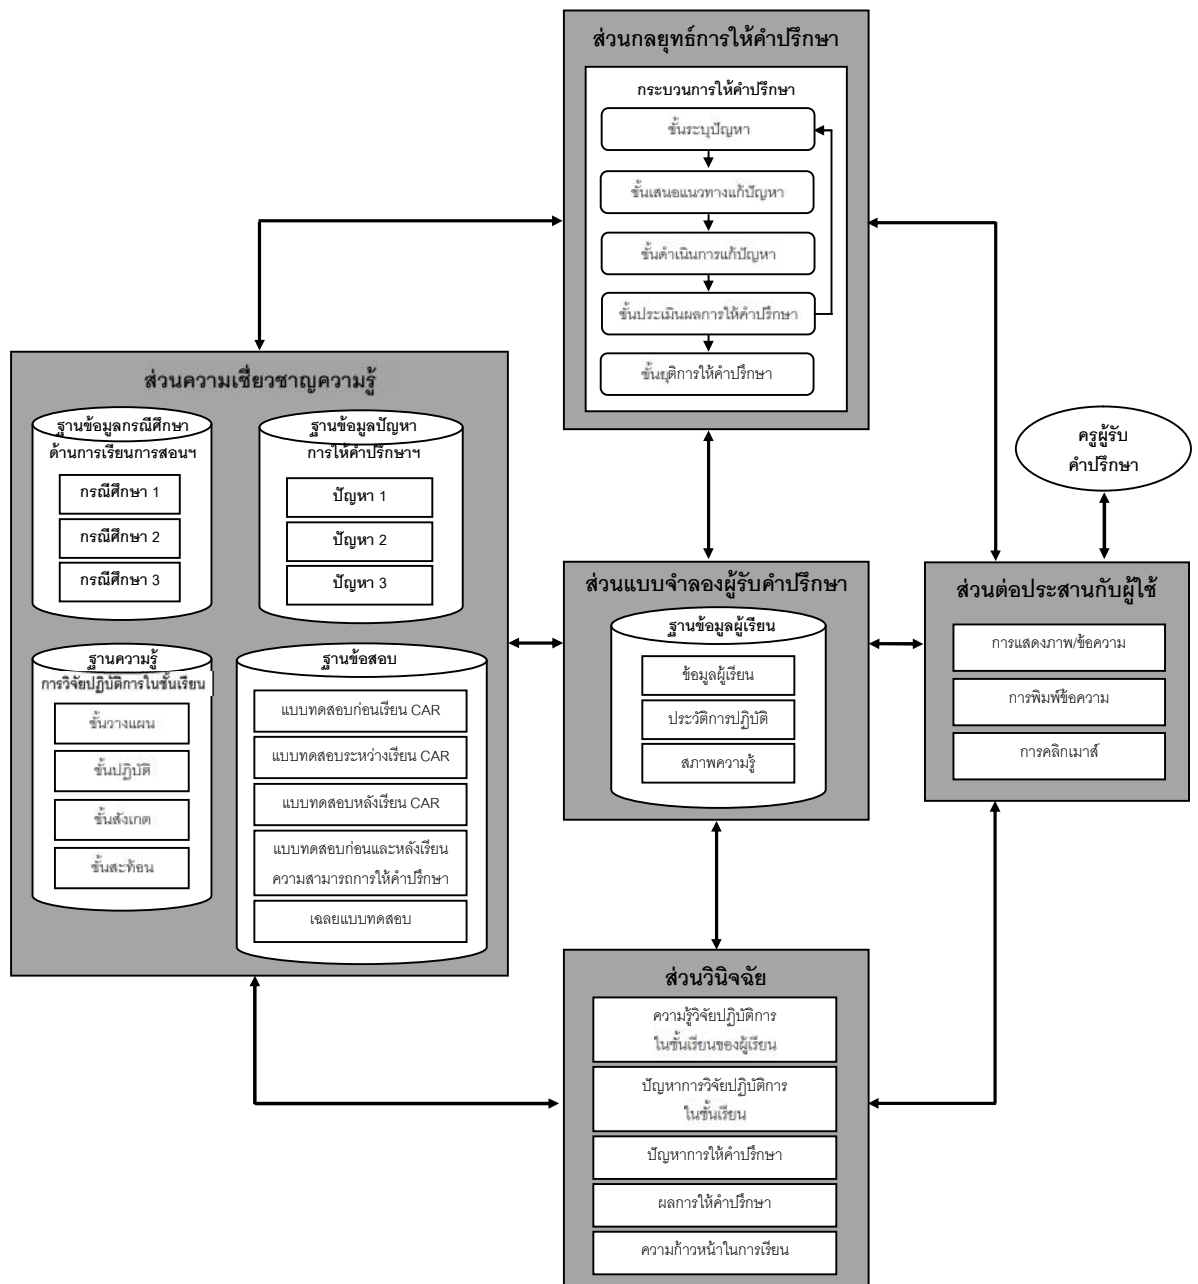 ส่วนกลยุทธ์การให้คำปรึกษา
กระบวนการให้คำปรึกษา
ขั้นระบุปัญหา
ขั้นเสนอแนวทางแก้ปัญหา
ขั้นดำเนินการแก้ปัญหา
ขั้นประเมินผลการให้คำปรึกษา
ขั้นยุติการให้คำปรึกษา
ส่วนความเชี่ยวชาญความรู้
ฐานข้อมูลกรณีศึกษา
ด้านการเรียนการสอนฯ
กรณีศึกษา 1
กรณีศึกษา 2
กรณีศึกษา 3
ฐานข้อมูลปัญหา
การให้คำปรึกษาฯ
ปัญหา 1
ปัญหา 2
ปัญหา 3
ฐานความรู้
การวิจัยปฏิบัติการในชั้นเรียน
ขั้นวางแผน
ขั้นปฏิบัติ
ขั้นสังเกต
ขั้นสะท้อน
ฐานข้อสอบ
แบบทดสอบก่อนเรียน CAR
แบบทดสอบระหว่างเรียน CAR
แบบทดสอบหลังเรียน CAR
แบบทดสอบก่อนและหลังเรียน
ความสามารถการให้คำปรึกษา
เฉลยแบบทดสอบ
ส่วนแบบจำลองผู้รับคำปรึกษา
ฐานข้อมูลผู้เรียน
ข้อมูลผู้เรียน
ประวัติการปฏิบัติ
สภาพความรู้
ครูผู้รับ
คำปรึกษา
ส่วนต่อประสานกับผู้ใช้
การแสดงภาพ/ข้อความ
การพิมพ์ข้อความ
การคลิกเมาส์
ส่วนวินิจฉัย
ความรู้วิจัยปฏิบัติการ
ในชั้นเรียนของผู้เรียน
ปัญหาการวิจัยปฏิบัติการ
ในชั้นเรียน
ปัญหาการให้คำปรึกษา
ผลการให้คำปรึกษา
ความก้าวหน้าในการเรียน